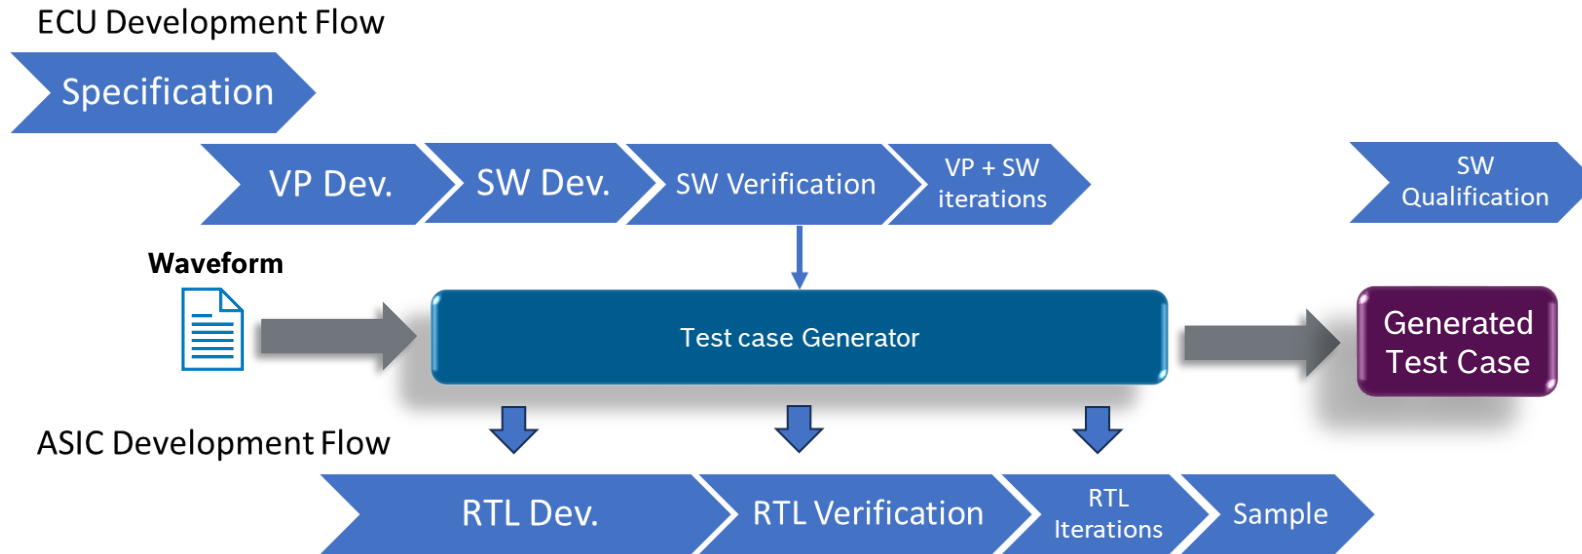 ECU Development Flow
Specification
VP Dev.
SW Dev.
SW Verification
VP + SW
iterations
SW
Qualification
Waveform
Test case Generator
Generated
Test Case
ASIC Development Flow
RTL Dev.
RTL Verification
RTL
Iterations
Sample